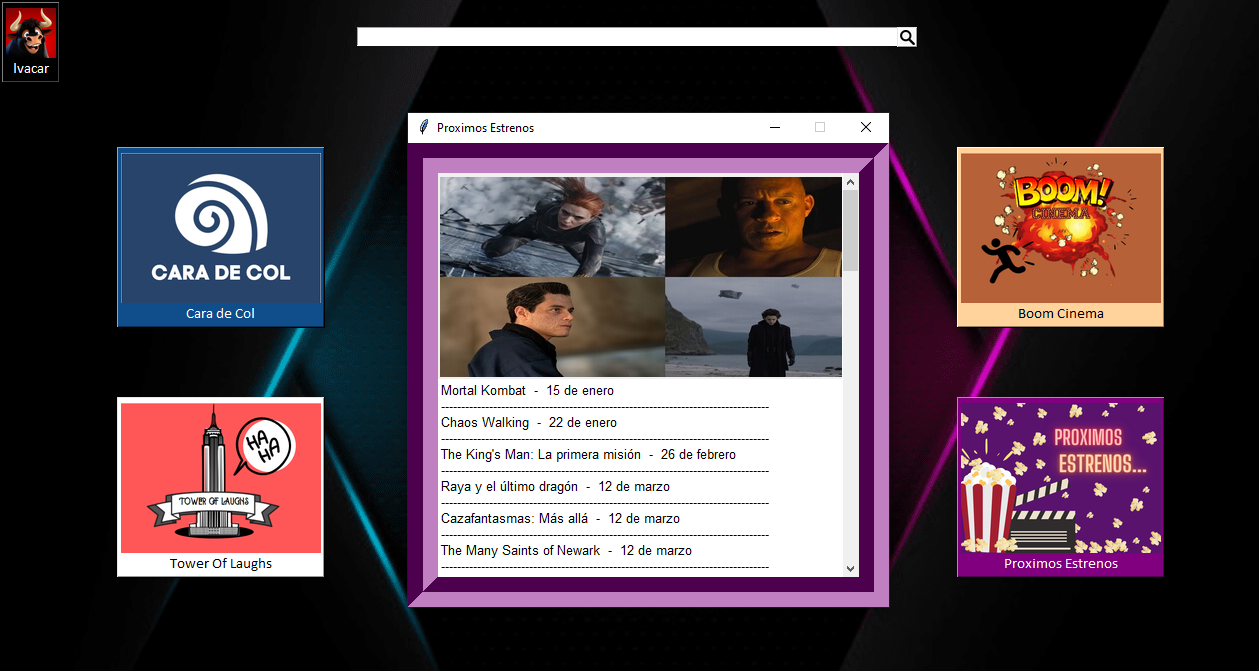 Ivacar
Proximos Estrenos
CARA DE COL
Cara de Col
BOOM!
CINEMA
Boom Cinema
HA
HA
TOWER OF LAUGHS
Tower Of Laughs
Mortal Kombat - 15 de enero
Chaos Walking - 22 de enero
The King's Man: La primera misión - 26 de febrero
Raya y el último dragón - 12 de marzo
Cazafantasmas: Más allá - 12 de marzo
The Many Saints of Newark - 12 de marzo
PROXIMOS
ESTRENOS...
Proximos Estrenos